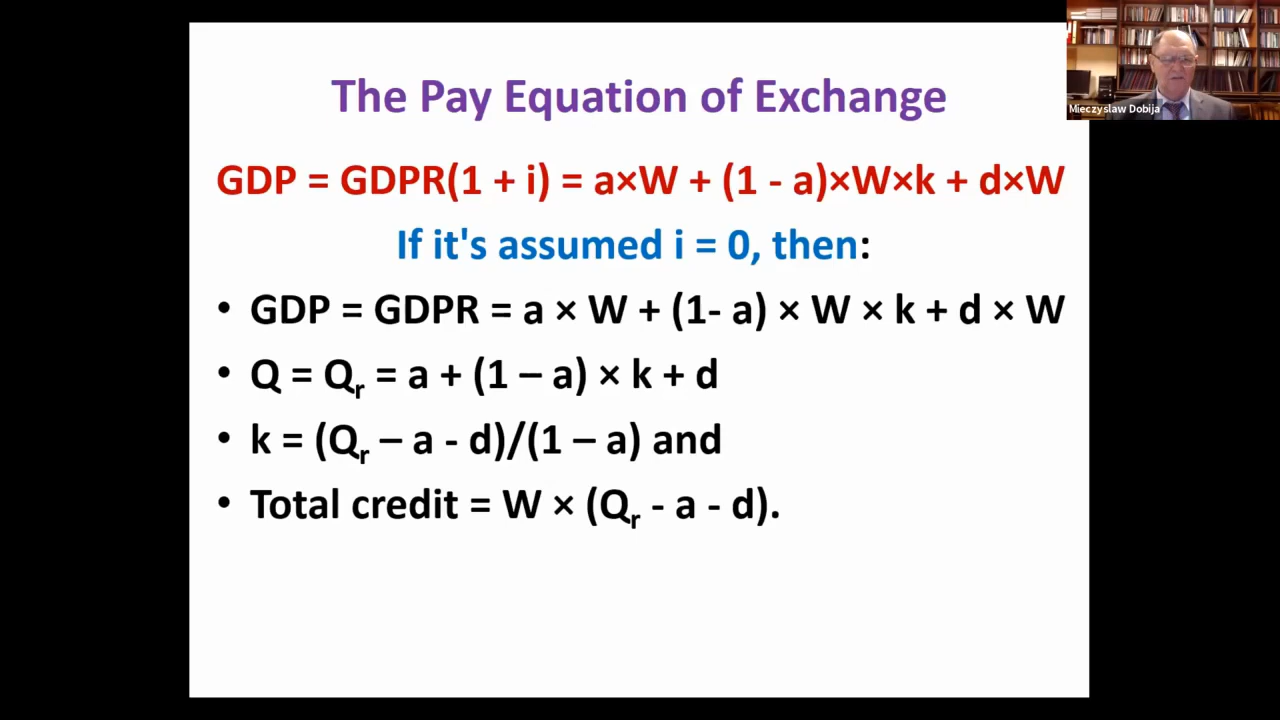 The Pay Equation of Exchange
GDP = GDPR(1 + i) = a×W + (1 - a)×W×k + d×W
If it's assumed i = 0, then:
• GDP = GDPR = a × W + (1- a) × W × k + d × W
• Q = Qᵣ = a + (1 – a) × k + d
• k = (Qᵣ – a - d)/(1 – a) and
• Total credit = W × (Qᵣ - a - d).
Mieczyslaw Dobija